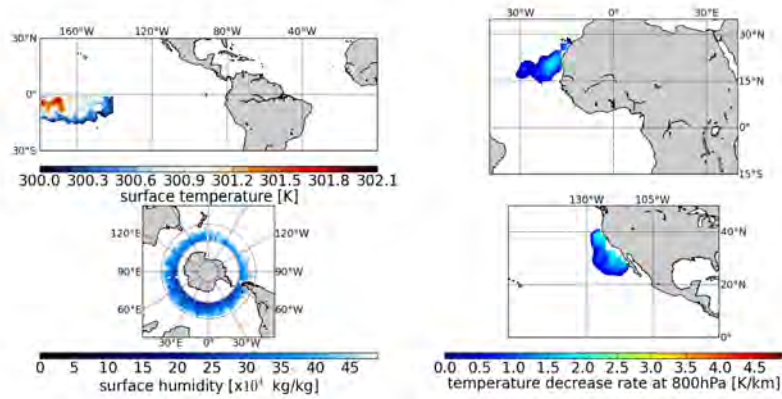 160°W 120°W 80°W 40°W
30°N
0°
30°S
300.0 300.3 300.6 300.9 301.2 301.5 301.8 302.1
surface temperature [K]
30°W 0° 30°E
30°N
15°N
0°
15°S
120°E 120°W
90°E 90°W
60°E 60°W
30°E 0° 30°W
0 5 10 15 20 25 30 35 40 45
surface humidity [x10⁴ kg/kg]
130°W 105°W
40°N
20°N
0°
0.0 0.5 1.0 1.5 2.0 2.5 3.0 3.5 4.0 4.5
temperature decrease rate at 800hPa [K/km]